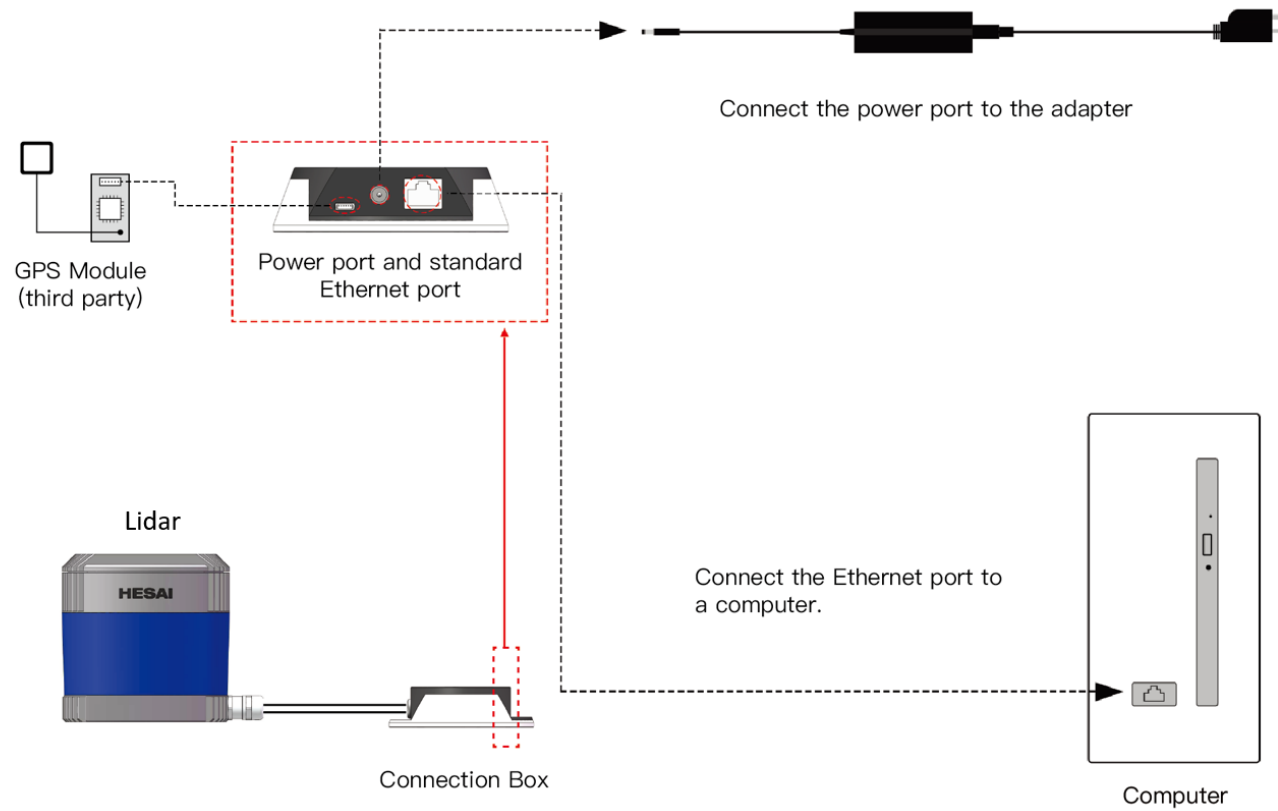 Connect the power port to the adapter
GPS Module
(third party)
Power port and standard
Ethernet port
Lidar
HESAI
Connect the Ethernet port to
a computer.
Connection Box
Computer